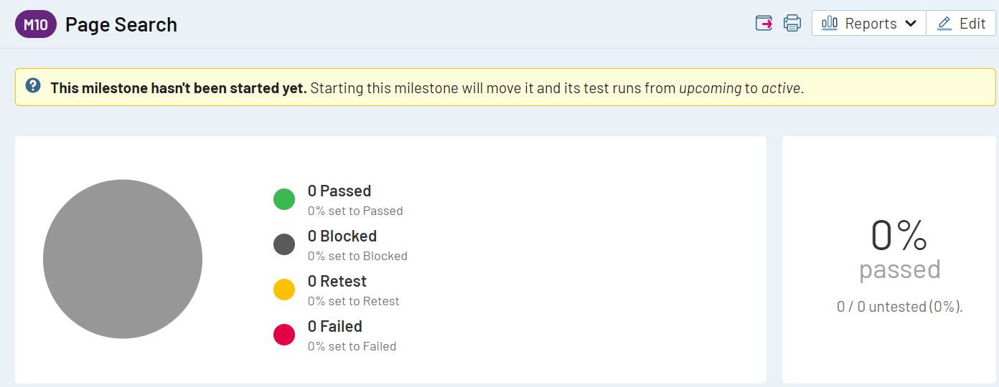 M10 Page Search
Reports Edit
? This milestone hasn't been started yet. Starting this milestone will move it and its test runs from upcoming to active.
0 Passed
0% set to Passed
0 Blocked
0% set to Blocked
0 Retest
0% set to Retest
0 Failed
0% set to Failed
0%
passed
0 / 0 untested (0%).